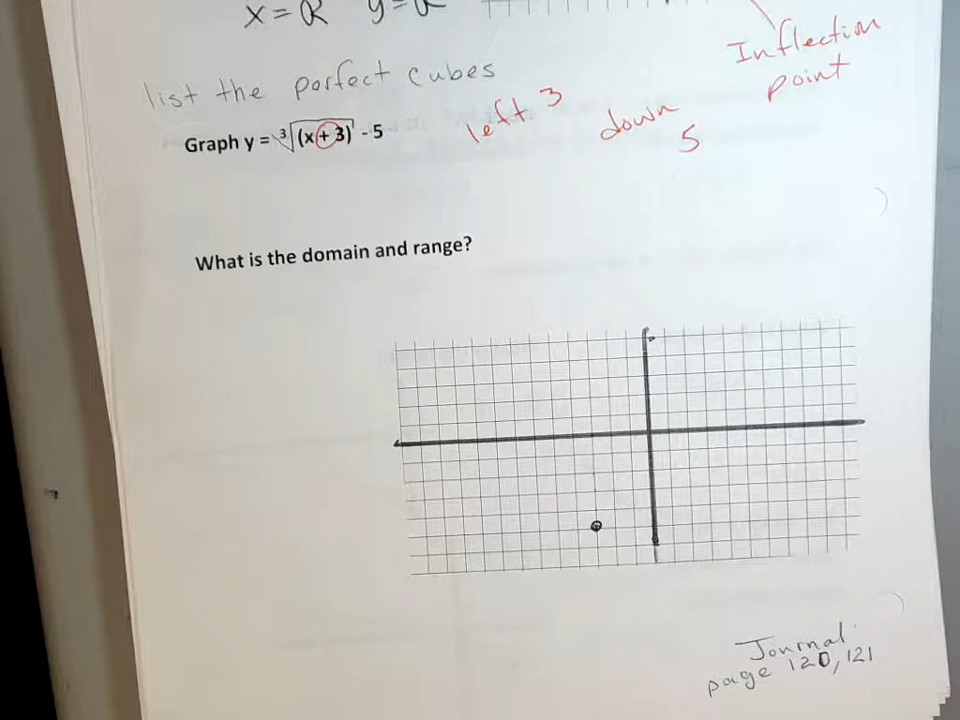 x = ℝ y = ℝ
Inflection
point
list the perfect cubes
left 3
down
5
Graph y = ∛(x + 3) - 5
What is the domain and range?
Journal
page 120, 121